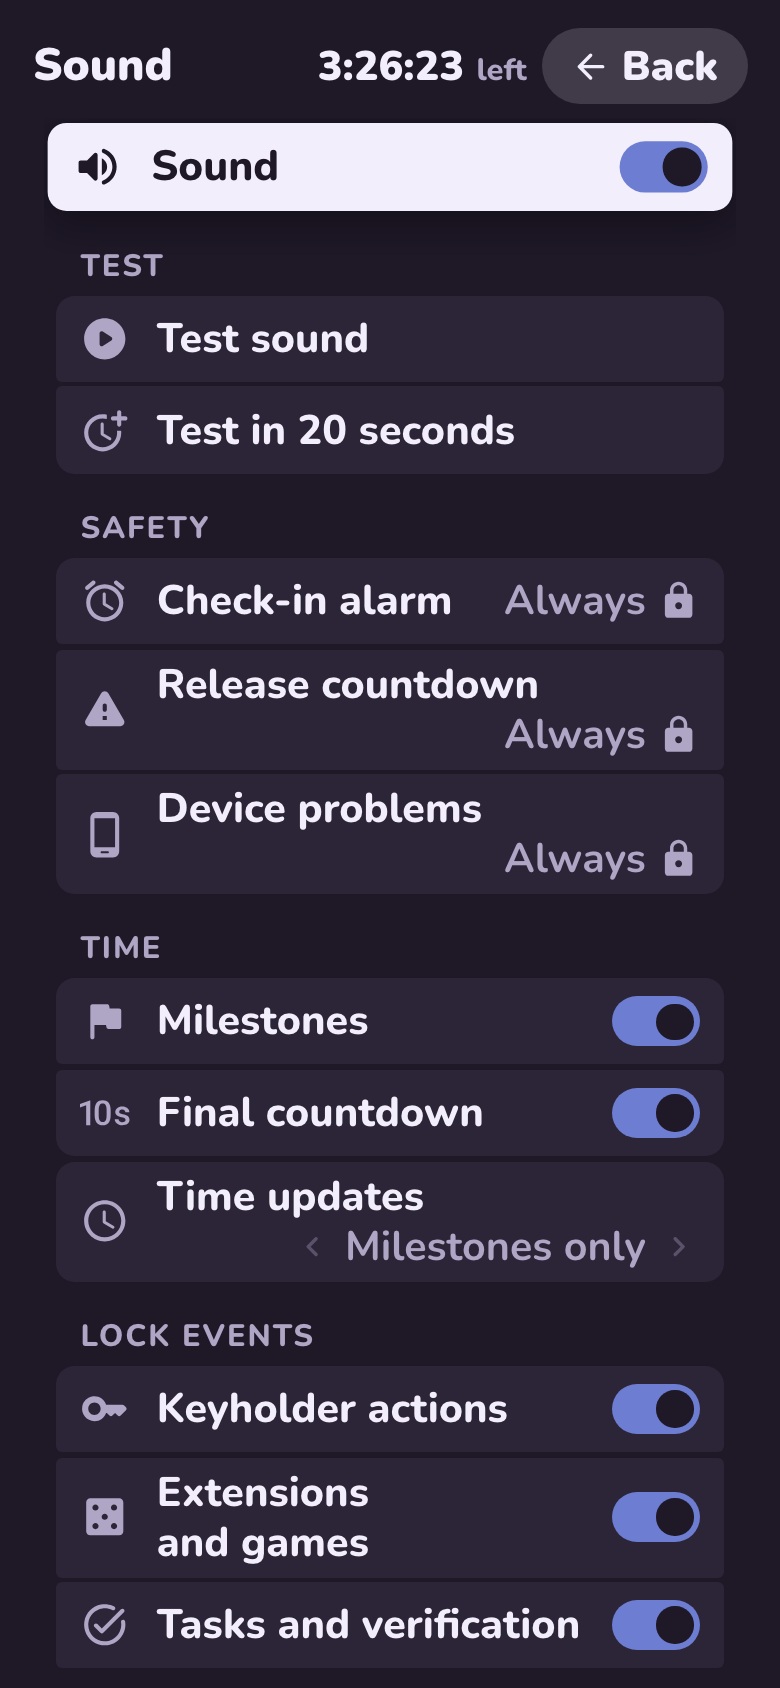 Sound
3:26:23 left
Back
Sound
TEST
Test sound
Test in 20 seconds
SAFETY
Check-in alarm Always
Release countdown
Always
Device problems
Always
TIME
Milestones
10s Final countdown
Time updates
Milestones only
LOCK EVENTS
Keyholder actions
Extensions
and games
Tasks and verification